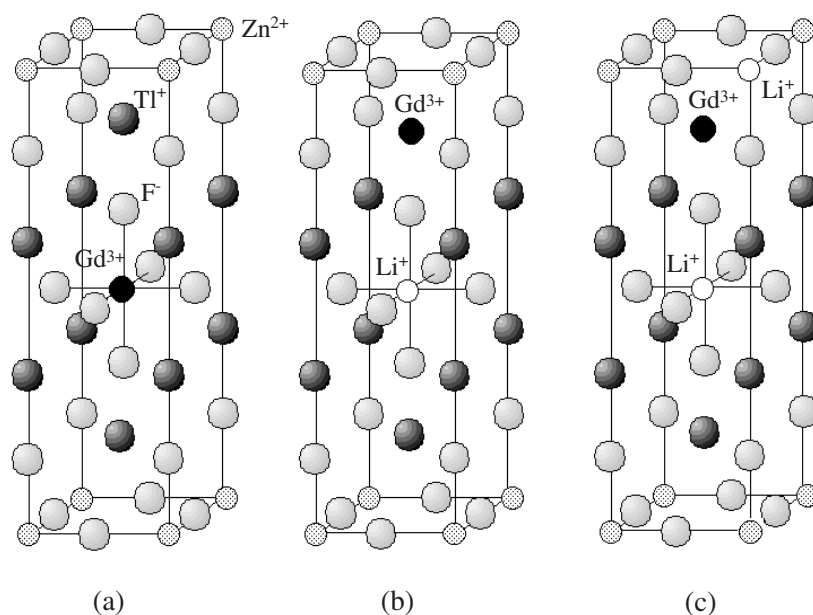 Zn²⁺
Tl⁺
F⁻
Gd³⁺
(a)
Gd³⁺
Li⁺
(b)
Li⁺
Gd³⁺
Li⁺
(c)